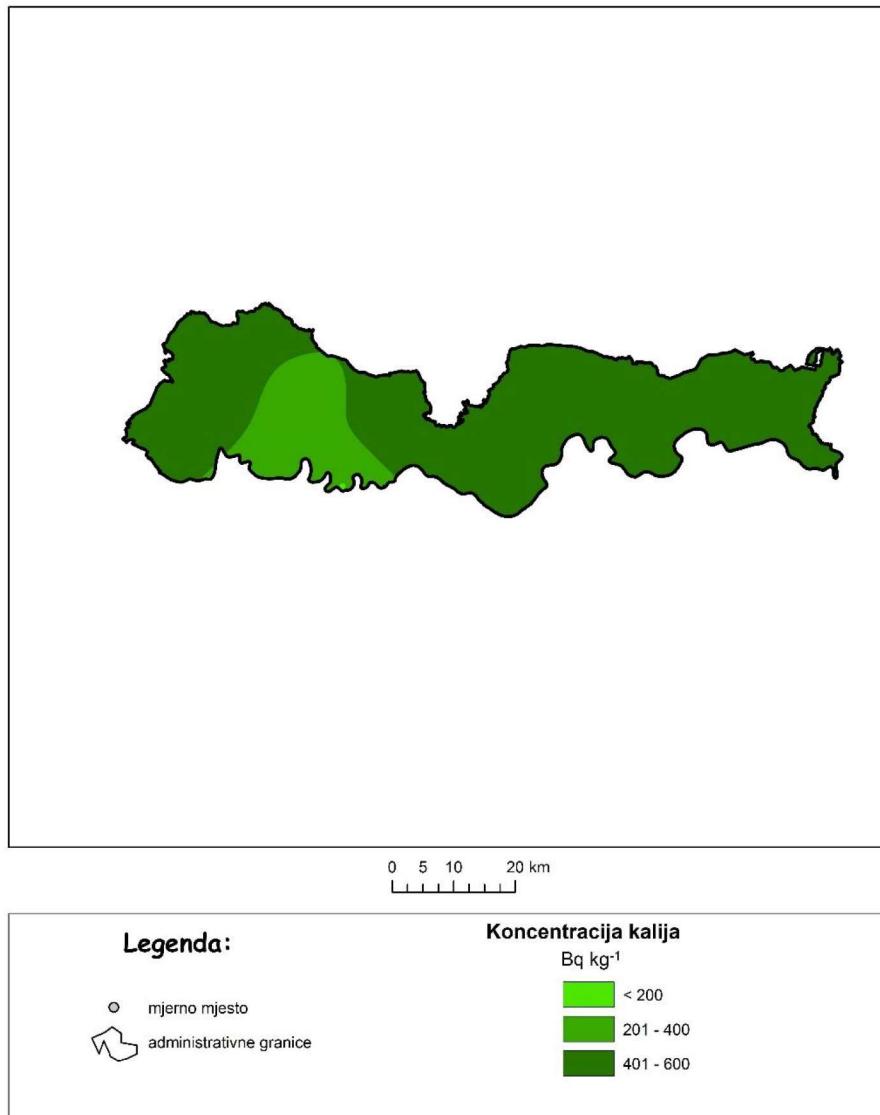 0 5 10 20 km
Legenda:
mjerno mjesto
administrativne granice
Koncentracija kalija
Bq kg⁻¹
< 200
201 - 400
401 - 600